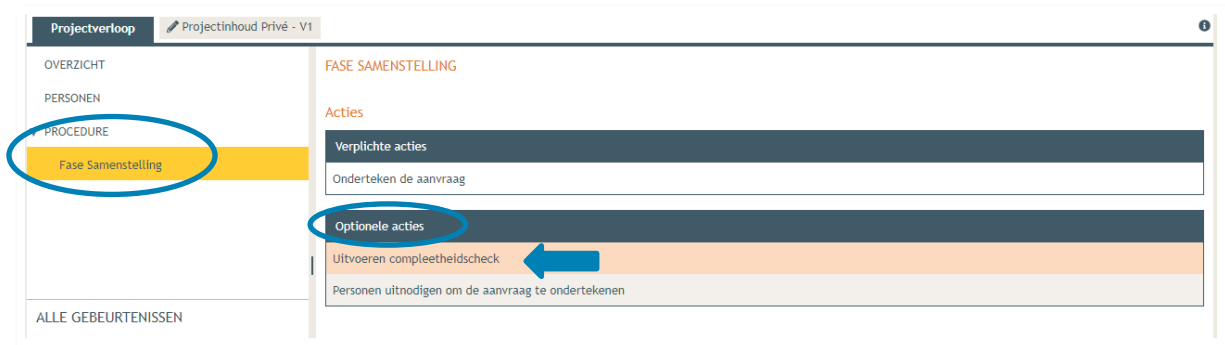 Projectverloop
Projectinhoud Privé - V1
OVERZICHT
PERSONEN
PROCEDURE
Fase Samenstelling
ALLE GEBEURTENISSEN
FASE SAMENSTELLING
Acties
Verplichte acties
Onderteken de aanvraag
Optionele acties
Uitvoeren compleetheidscheck
Personen uitnodigen om de aanvraag te ondertekenen